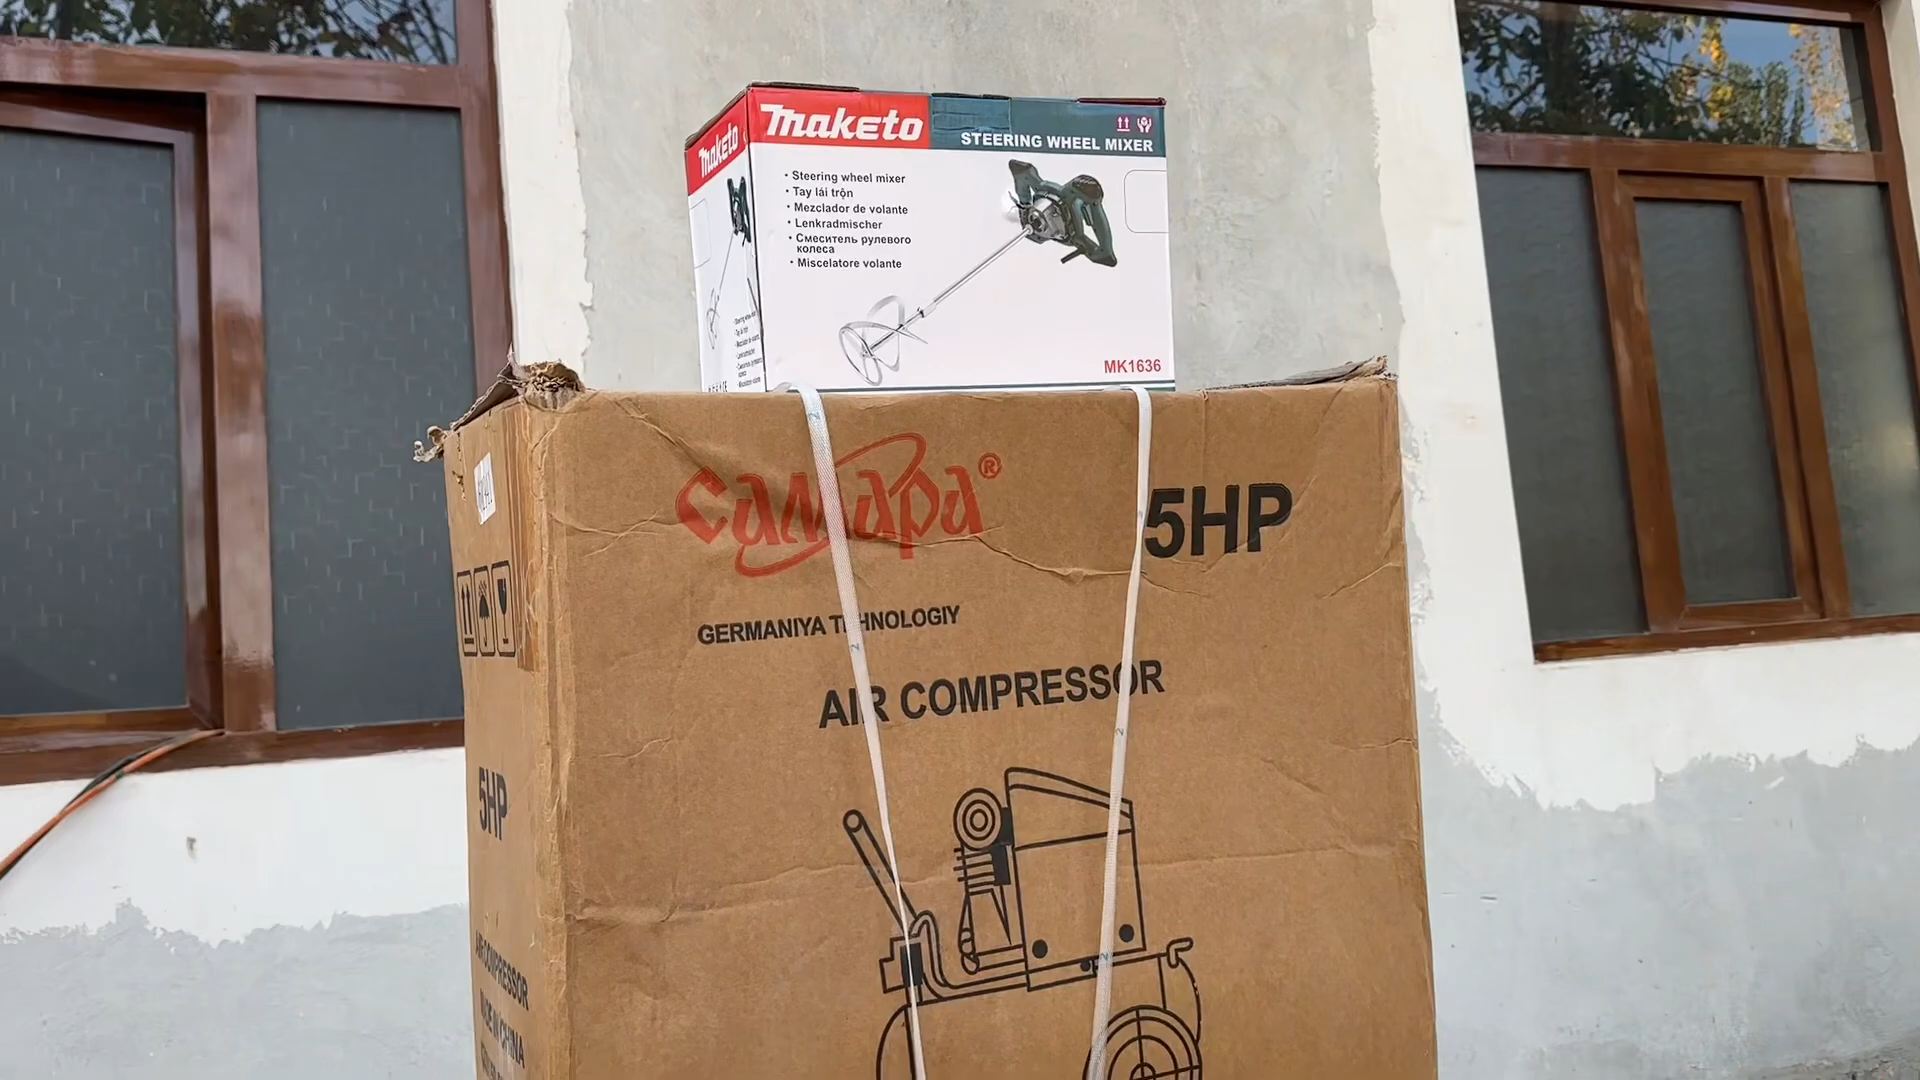 Maketo
Maketo
STEERING WHEEL MIXER
• Steering wheel mixer
• Tay lái trộn
• Mezclador de volante
• Lenkradmischer
• Смеситель рулевого
колеса
• Miscelatore volante
MK1636
самара®
5HP
GERMANIYA TEHNOLOGIY
AIR COMPRESSOR
5HP
AIR COMPRESSOR
MADE IN CHINA